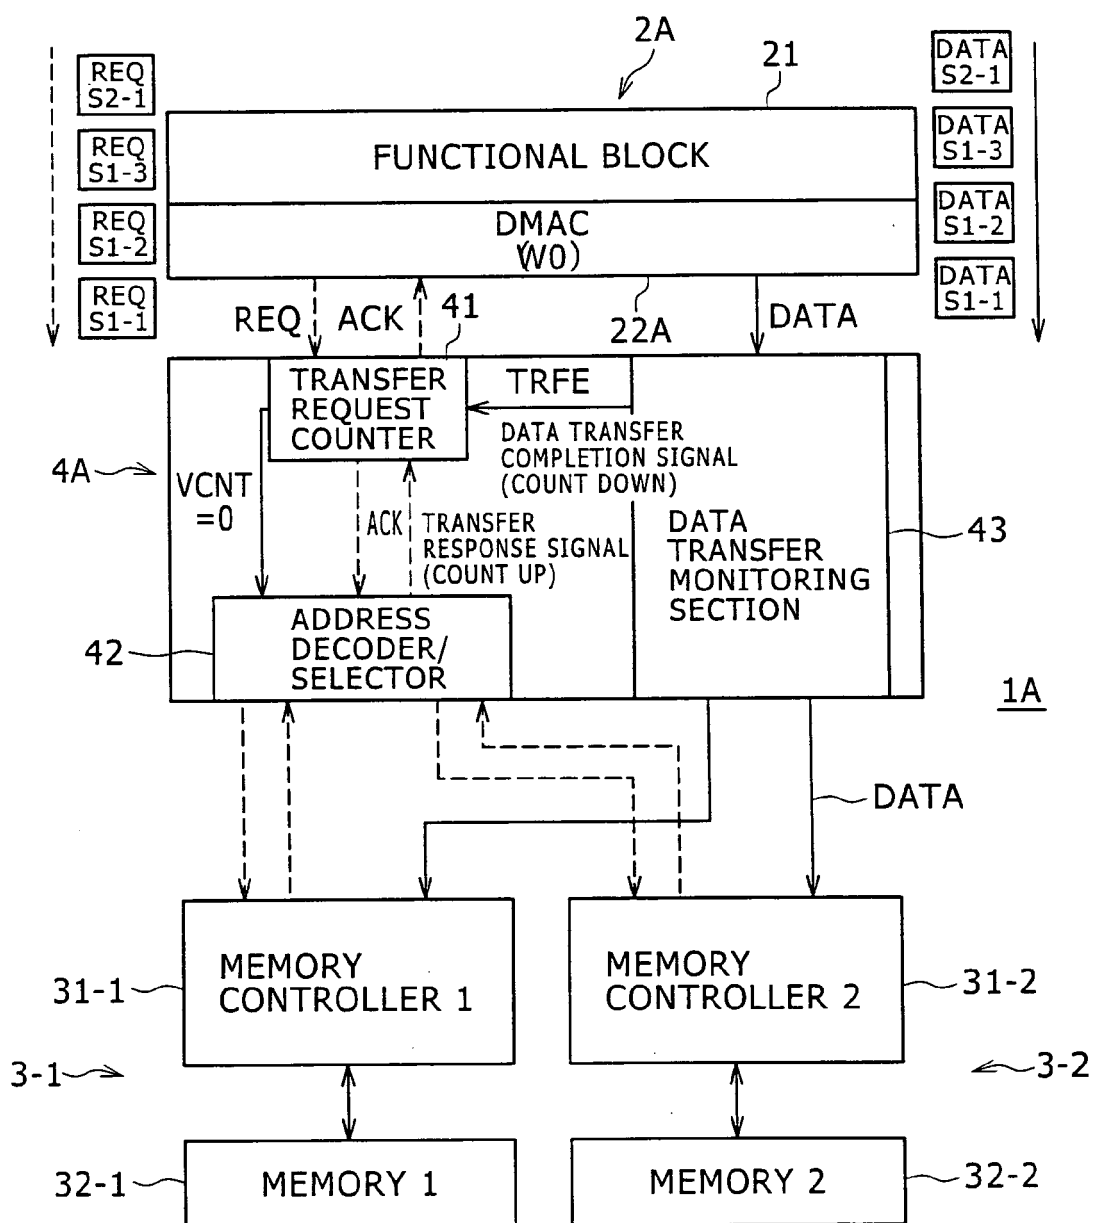 2A
21
REQ
S2-1
REQ
S1-3
REQ
S1-2
REQ
S1-1
DATA
S2-1
DATA
S1-3
DATA
S1-2
DATA
S1-1
FUNCTIONAL BLOCK
DMAC
(W0)
REQ
ACK
41
22A
DATA
TRANSFER
REQUEST
COUNTER
TRFE
DATA TRANSFER
COMPLETION SIGNAL
(COUNT DOWN)
4A
VCNT
=0
ACK
TRANSFER
RESPONSE SIGNAL
(COUNT UP)
DATA
TRANSFER
MONITORING
SECTION
43
42
ADDRESS
DECODER/
SELECTOR
1A
DATA
31-1
MEMORY
CONTROLLER 1
MEMORY
CONTROLLER 2
31-2
3-1
3-2
32-1
MEMORY 1
MEMORY 2
32-2